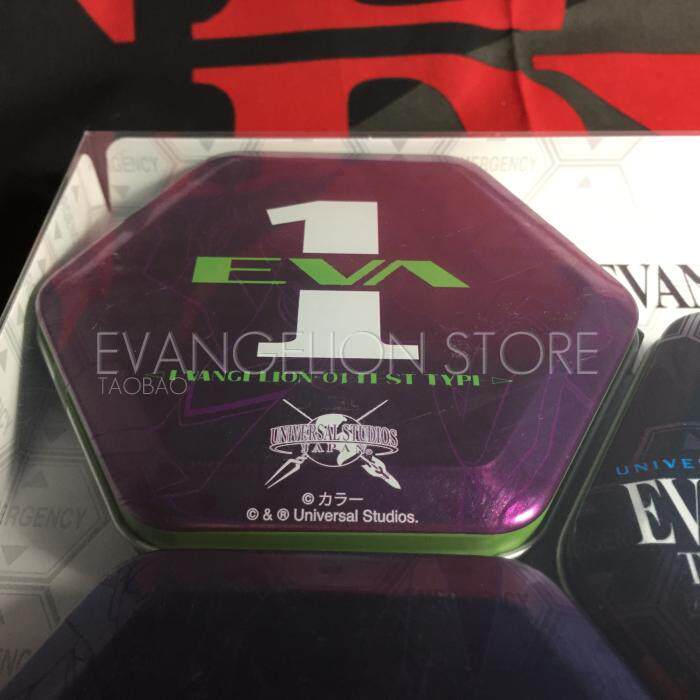 EMERGENCY
1
EVA
EVANGELION STORE
TAOBAO
EVANGELION-01 TEST TYPE
UNIVERSAL STUDIOS
JAPAN®
© カラー
© & ® Universal Studios.
EVAN
UNIVE
EV